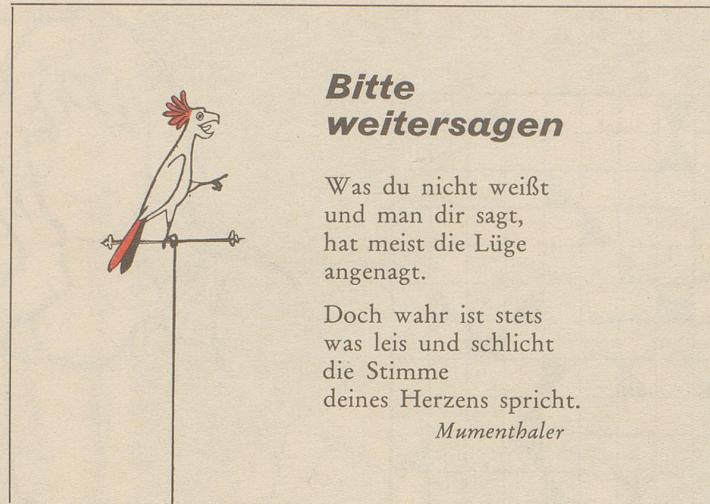 Bitte
weitersagen
Was du nicht weißt
und man dir sagt,
hat meist die Lüge
angenagt.
Doch wahr ist stets
was leis und schlicht
die Stimme
deines Herzens spricht.
Mumenthaler